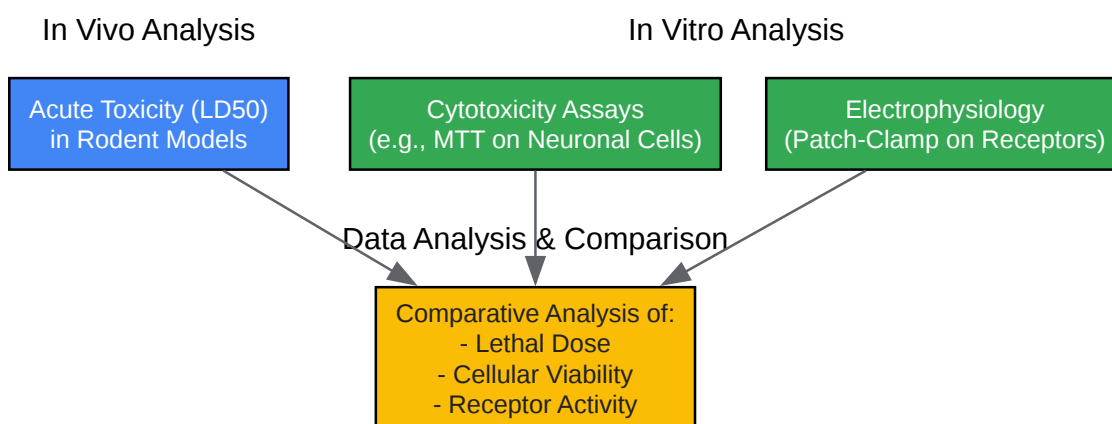 In Vivo Analysis
In Vitro Analysis
Acute Toxicity (LD50)
in Rodent Models
Cytotoxicity Assays
(e.g., MTT on Neuronal Cells)
Electrophysiology
(Patch-Clamp on Receptors)
Data Analysis & Comparison
Comparative Analysis of:
- Lethal Dose
- Cellular Viability
- Receptor Activity